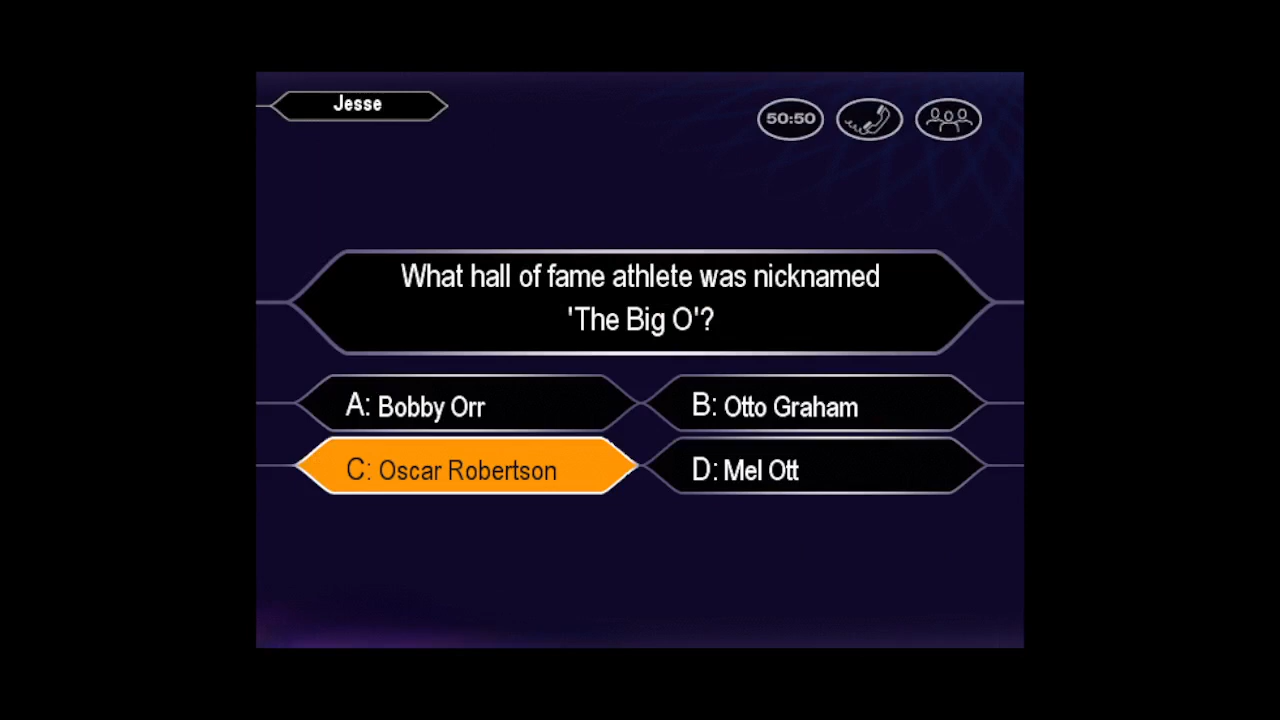 Jesse
50:50
What hall of fame athlete was nicknamed
'The Big O'?
A: Bobby Orr
B: Otto Graham
C: Oscar Robertson
D: Mel Ott